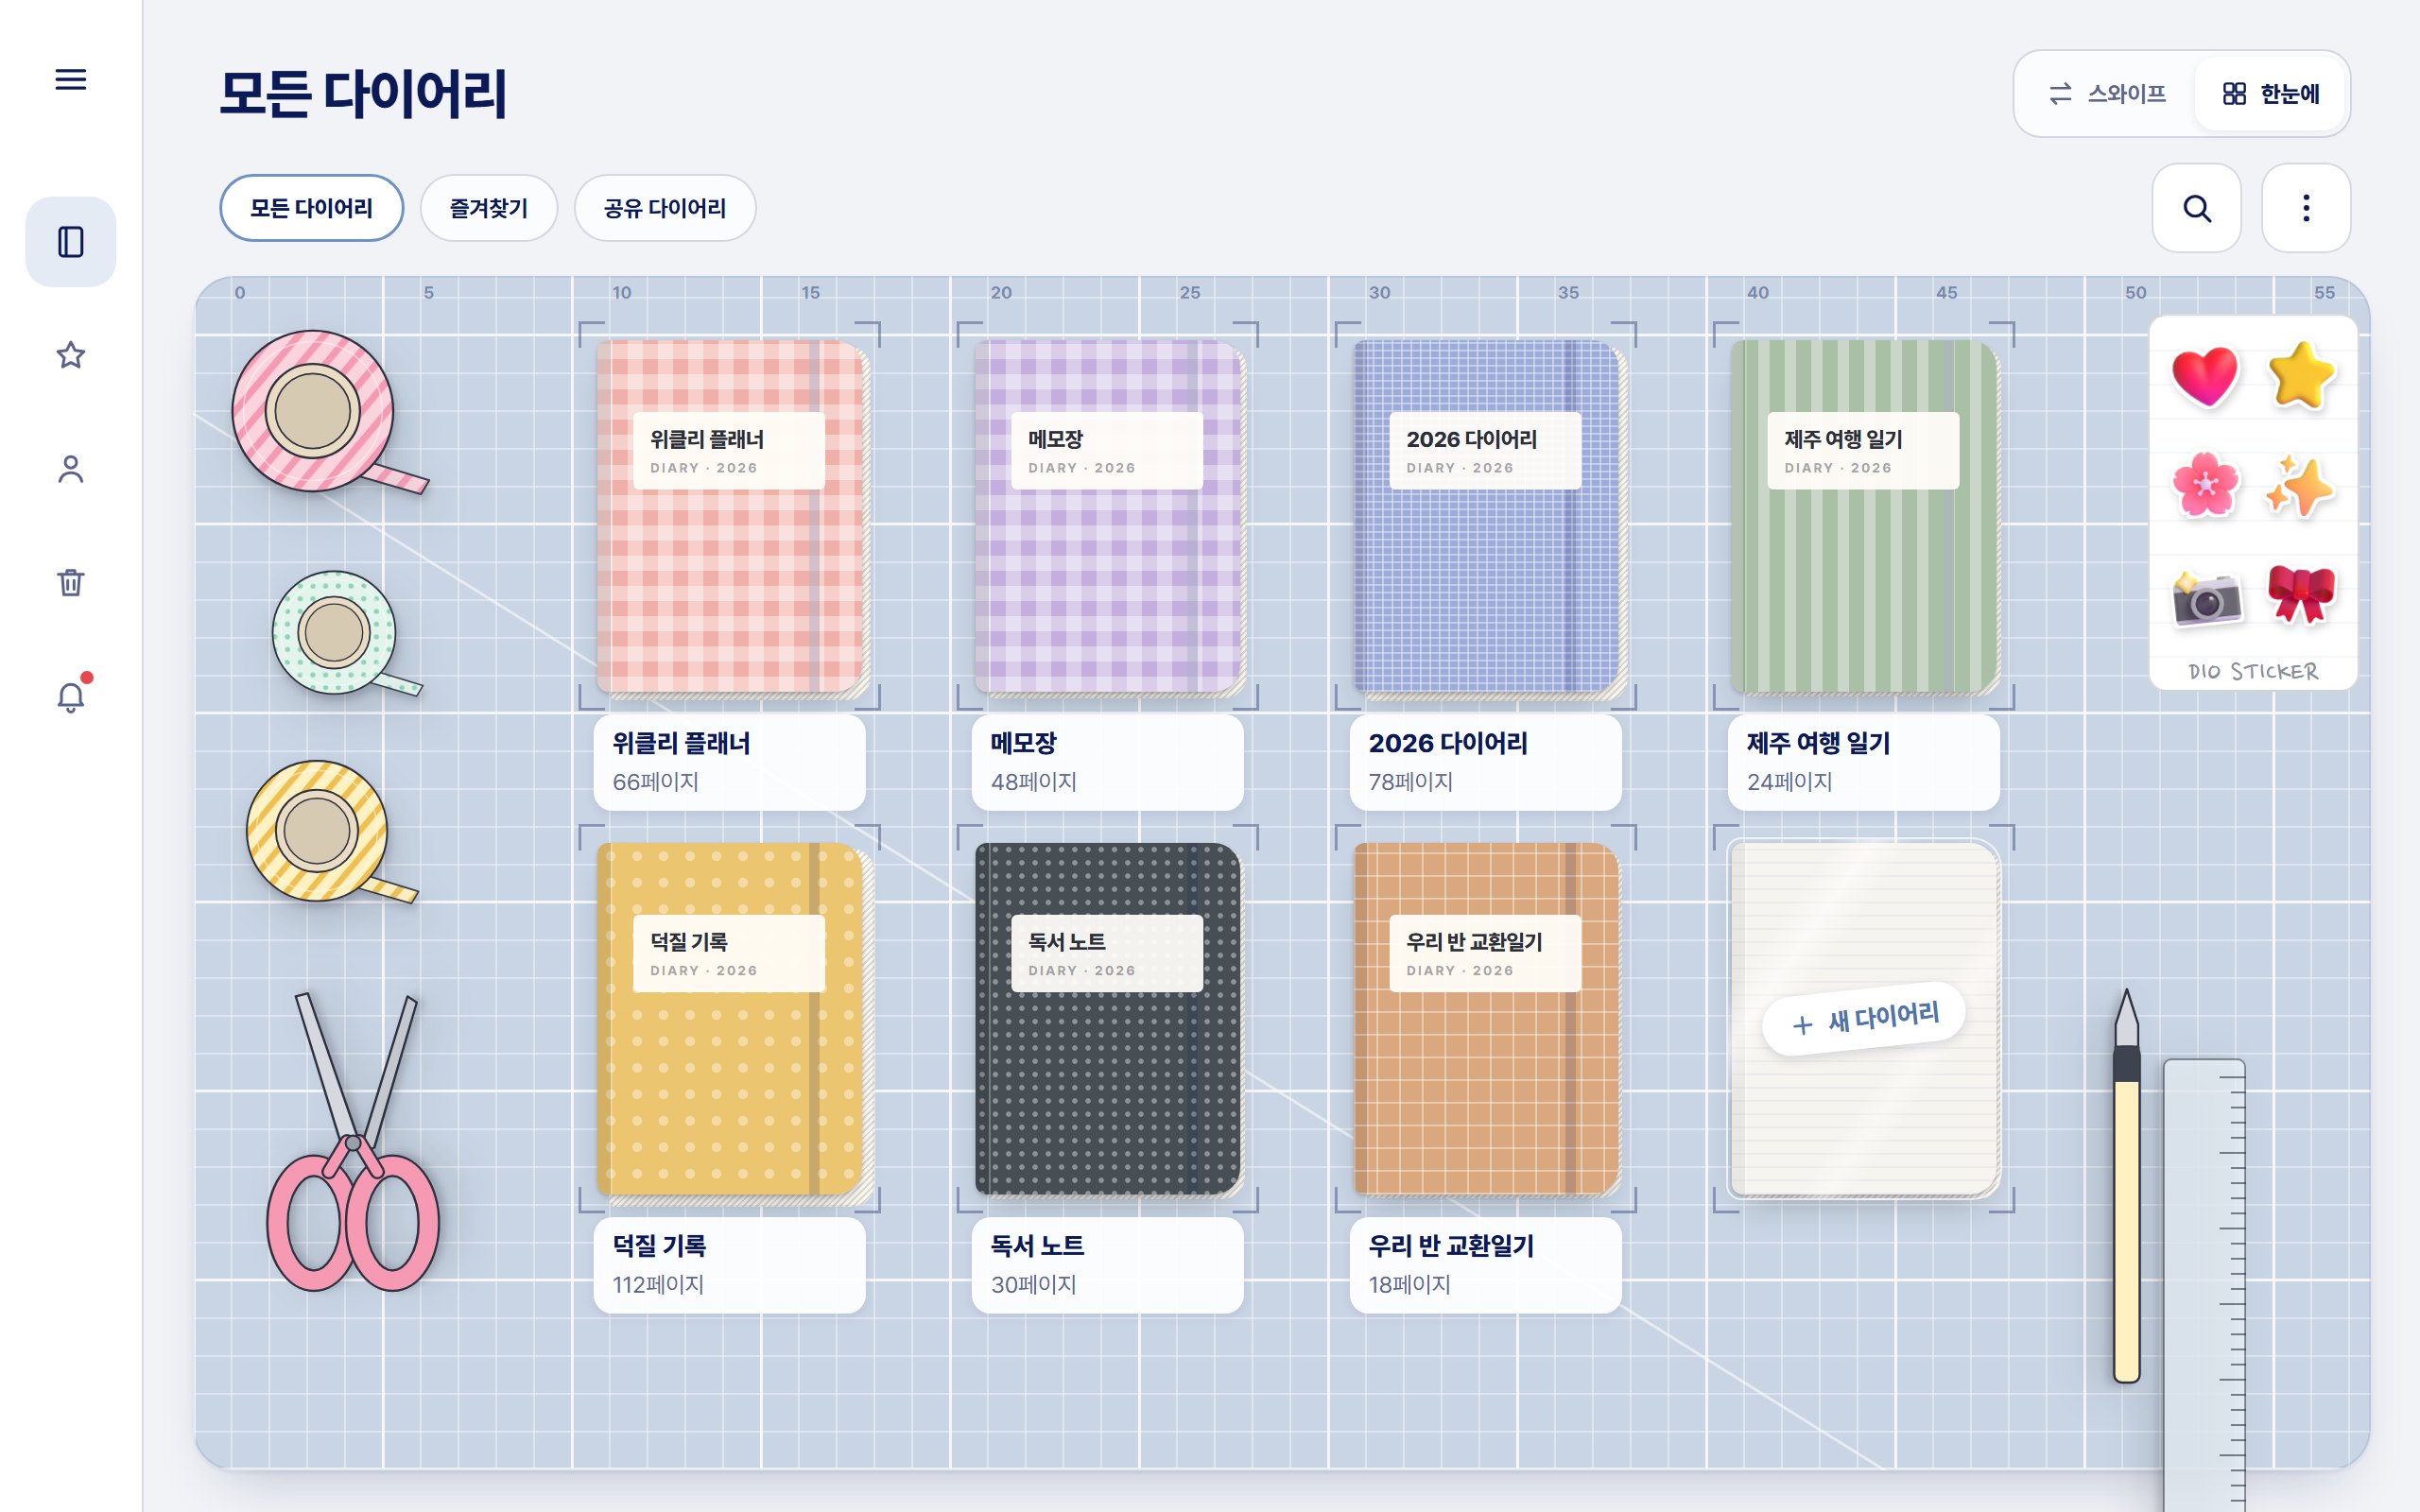 모든 다이어리
스와이프
한눈에
모든 다이어리
즐겨찾기
공유 다이어리
0 5 10 15 20 25 30 35 40 45 50 55
위클리 플래너
DIARY · 2026
메모장
DIARY · 2026
2026 다이어리
DIARY · 2026
제주 여행 일기
DIARY · 2026
DIO STICKER
위클리 플래너
66페이지
메모장
48페이지
2026 다이어리
78페이지
제주 여행 일기
24페이지
덕질 기록
DIARY · 2026
독서 노트
DIARY · 2026
우리 반 교환일기
DIARY · 2026
+ 새 다이어리
덕질 기록
112페이지
독서 노트
30페이지
우리 반 교환일기
18페이지